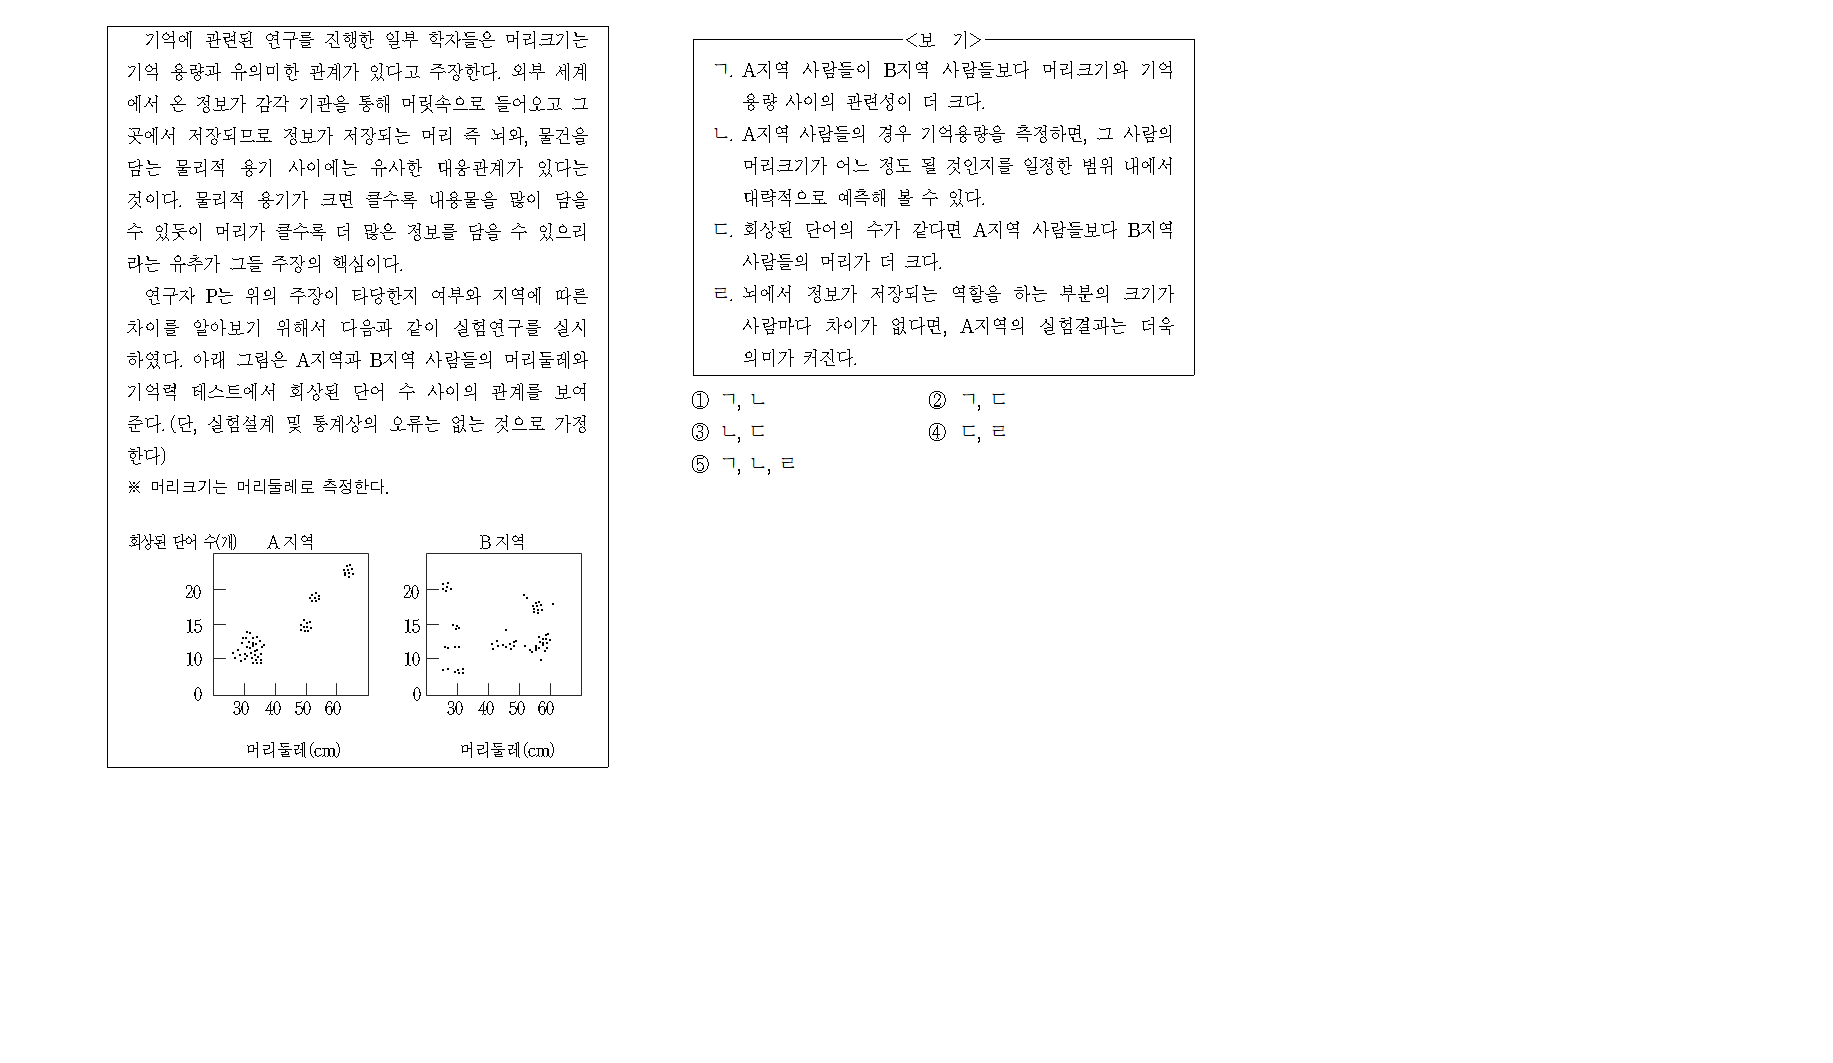 기억에 관련된 연구를 진행한 일부 학자들은 머리크기는
기억 용량과 유의미한 관계가 있다고 주장한다. 외부 세계
에서 온 정보가 감각 기관을 통해 머릿속으로 들어오고 그
곳에서 저장되므로 정보가 저장되는 머리 즉 뇌와, 물건을
담는 물리적 용기 사이에는 유사한 대응관계가 있다는
것이다. 물리적 용기가 크면 클수록 내용물을 많이 담을
수 있듯이 머리가 클수록 더 많은 정보를 담을 수 있으리
라는 유추가 그들 주장의 핵심이다.
연구자 P는 위의 주장이 타당한지 여부와 지역에 따른
차이를 알아보기 위해서 다음과 같이 실험연구를 실시
하였다. 아래 그림은 A지역과 B지역 사람들의 머리둘레와
기억력 테스트에서 회상된 단어 수 사이의 관계를 보여
준다.(단, 실험설계 및 통계상의 오류는 없는 것으로 가정
한다)
※ 머리크기는 머리둘레로 측정한다.
회상된 단어 수(개) A지역 B지역
20 20
15 15
10 10
0 0
30 40 50 60 30 40 50 60
머리둘레(cm) 머리둘레(cm)
<보 기>
ㄱ. A지역 사람들이 B지역 사람들보다 머리크기와 기억
용량 사이의 관련성이 더 크다.
ㄴ. A지역 사람들의 경우 기억용량을 측정하면, 그 사람의
머리크기가 어느 정도 될 것인지를 일정한 범위 내에서
대략적으로 예측해 볼 수 있다.
ㄷ. 회상된 단어의 수가 같다면 A지역 사람들보다 B지역
사람들의 머리가 더 크다.
ㄹ. 뇌에서 정보가 저장되는 역할을 하는 부분의 크기가
사람마다 차이가 없다면, A지역의 실험결과는 더욱
의미가 커진다.
① ㄱ, ㄴ ② ㄱ, ㄷ
③ ㄴ, ㄷ ④ ㄷ, ㄹ
⑤ ㄱ, ㄴ, ㄹ